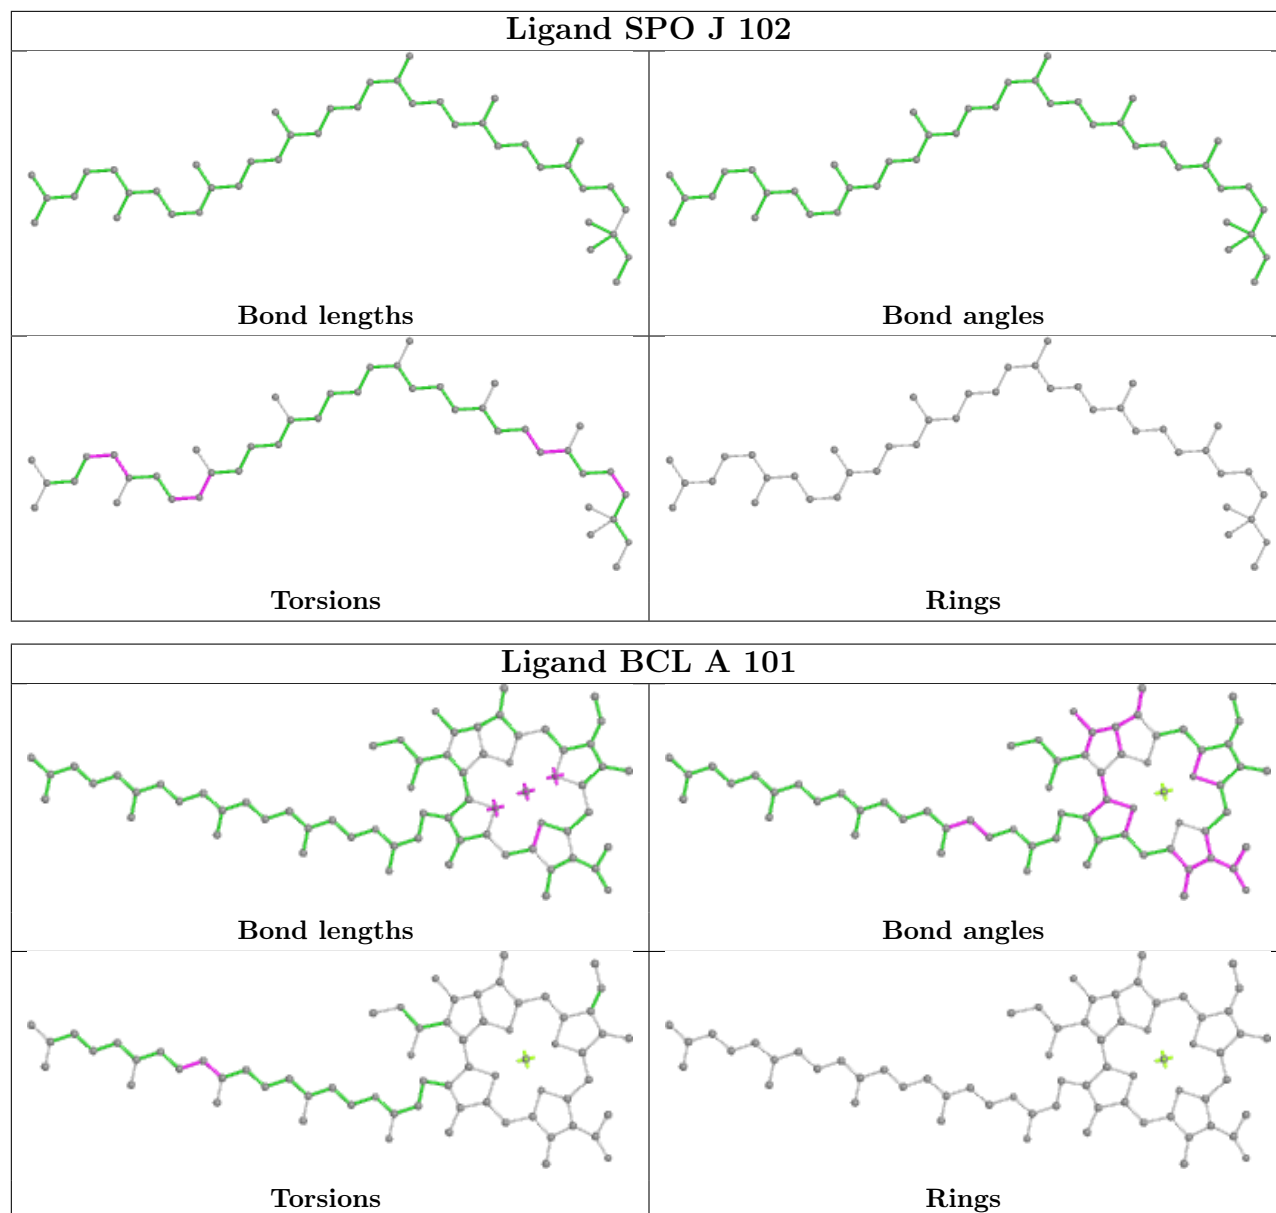 Ligand SPO J 102
Bond lengths
Bond angles
Torsions
Rings
Ligand BCL A 101
Bond lengths
Bond angles
Torsions
Rings